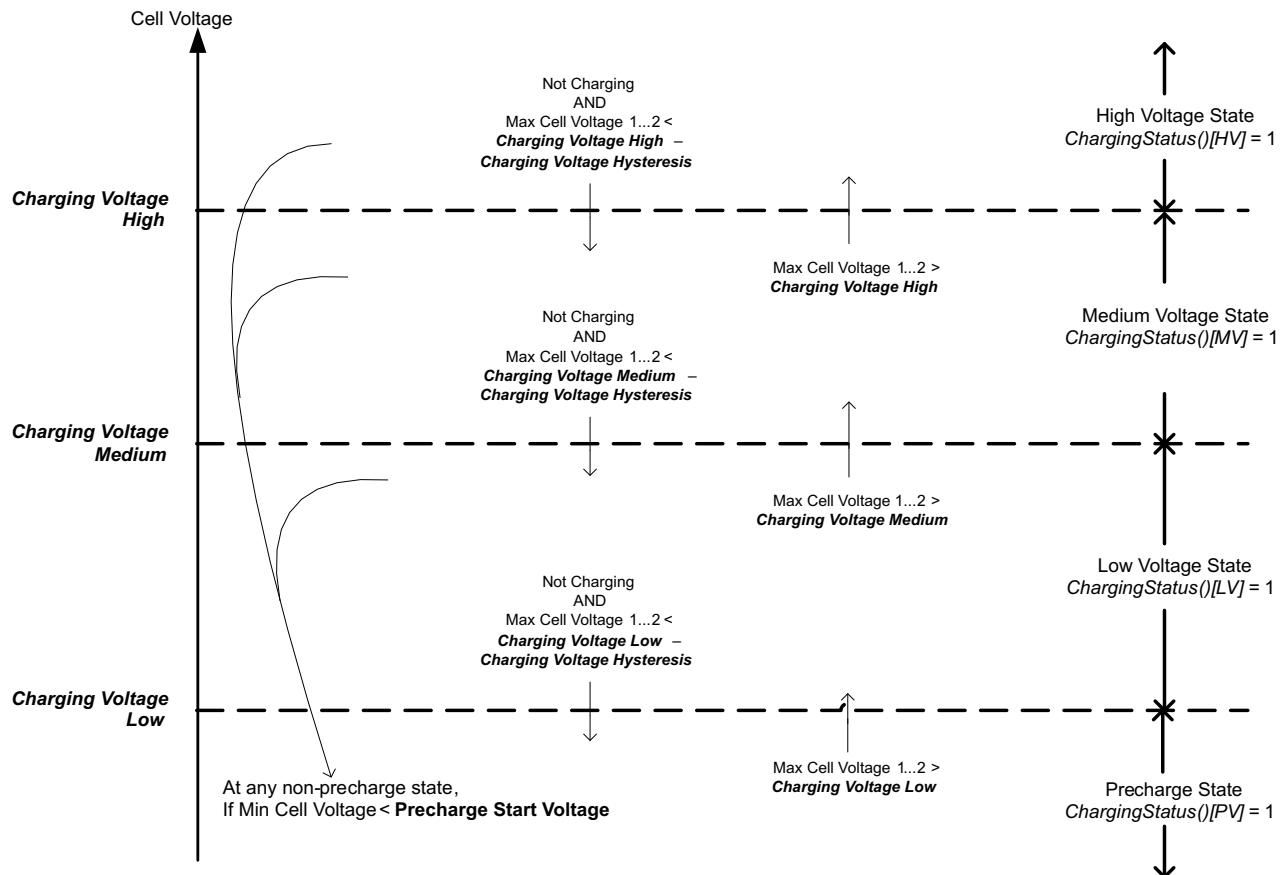 Cell Voltage
Not Charging
AND
Max Cell Voltage 1...2 <
Charging Voltage High –
Charging Voltage Hysteresis
High Voltage State
ChargingStatus()[HV] = 1
Charging Voltage
High
Max Cell Voltage 1...2 >
Charging Voltage High
Not Charging
AND
Max Cell Voltage 1...2 <
Charging Voltage Medium –
Charging Voltage Hysteresis
Medium Voltage State
ChargingStatus()[MV] = 1
Charging Voltage
Medium
Max Cell Voltage 1...2 >
Charging Voltage Medium
Not Charging
AND
Max Cell Voltage 1...2 <
Charging Voltage Low –
Charging Voltage Hysteresis
Low Voltage State
ChargingStatus()[LV] = 1
Charging Voltage
Low
Max Cell Voltage 1...2 >
Charging Voltage Low
At any non-precharge state,
If Min Cell Voltage < Precharge Start Voltage
Precharge State
ChargingStatus()[PV] = 1